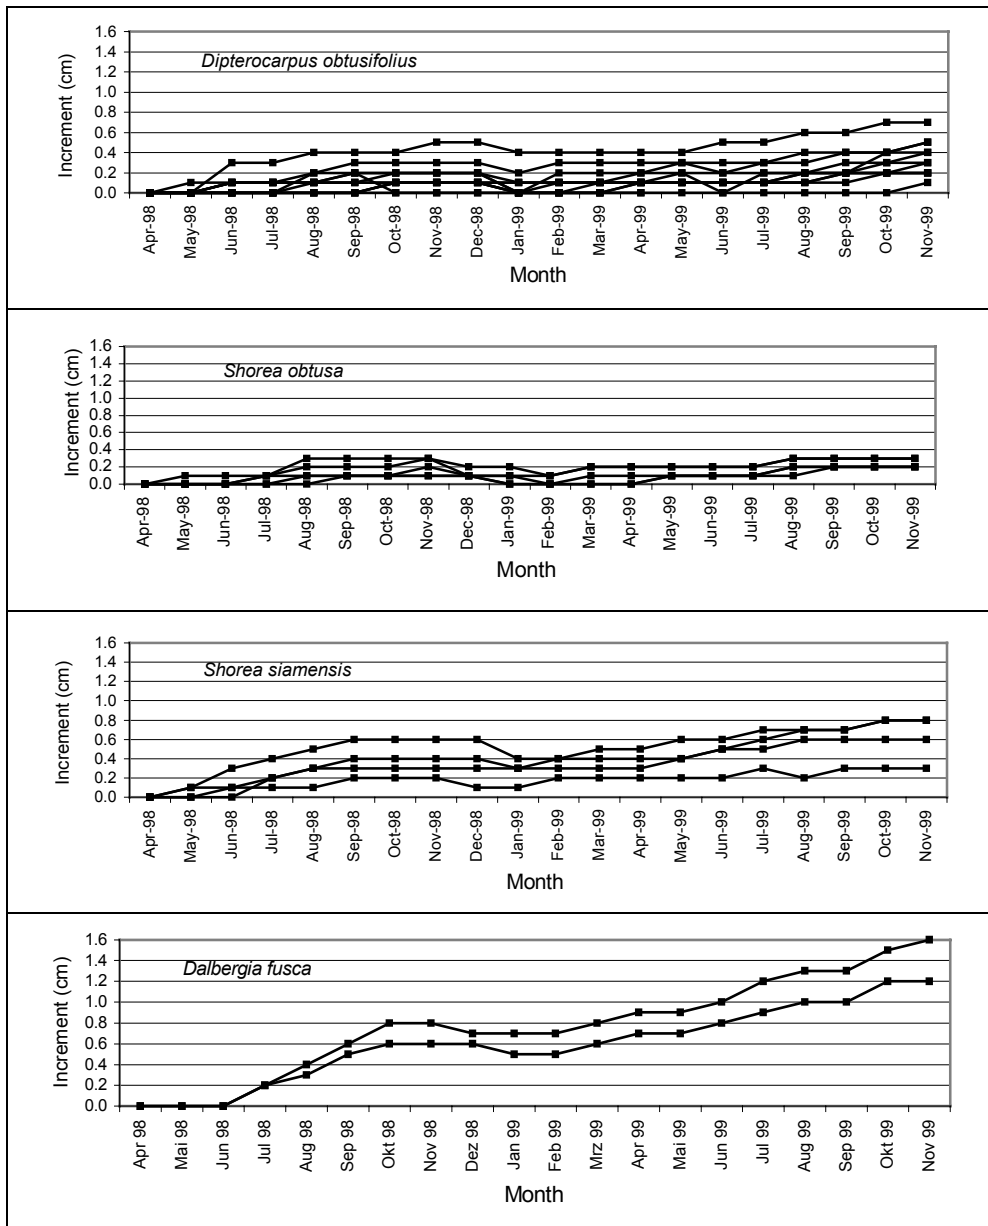 Dipterocarpus obtusifolius
Increment (cm)
1.6
1.4
1.2
1.0
0.8
0.6
0.4
0.2
0.0
Apr-98 May-98 Jun-98 Jul-98 Aug-98 Sep-98 Oct-98 Nov-98 Dec-98 Jan-99 Feb-99 Mar-99 Apr-99 May-99 Jun-99 Jul-99 Aug-99 Sep-99 Oct-99 Nov-99
Month
Shorea obtusa
Increment (cm)
1.6
1.4
1.2
1.0
0.8
0.6
0.4
0.2
0.0
Apr-98 May-98 Jun-98 Jul-98 Aug-98 Sep-98 Oct-98 Nov-98 Dec-98 Jan-99 Feb-99 Mar-99 Apr-99 May-99 Jun-99 Jul-99 Aug-99 Sep-99 Oct-99 Nov-99
Month
Shorea siamensis
Increment (cm)
1.6
1.4
1.2
1.0
0.8
0.6
0.4
0.2
0.0
Apr-98 May-98 Jun-98 Jul-98 Aug-98 Sep-98 Oct-98 Nov-98 Dec-98 Jan-99 Feb-99 Mar-99 Apr-99 May-99 Jun-99 Jul-99 Aug-99 Sep-99 Oct-99 Nov-99
Month
Dalbergia fusca
Increment (cm)
1.6
1.4
1.2
1.0
0.8
0.6
0.4
0.2
0.0
Apr 98 Mai 98 Jun 98 Jul 98 Aug 98 Sep 98 Okt 98 Nov 98 Dez 98 Jan 99 Feb 99 Mrz 99 Apr 99 Mai 99 Jun 99 Jul 99 Aug 99 Sep 99 Okt 99 Nov 99
Month